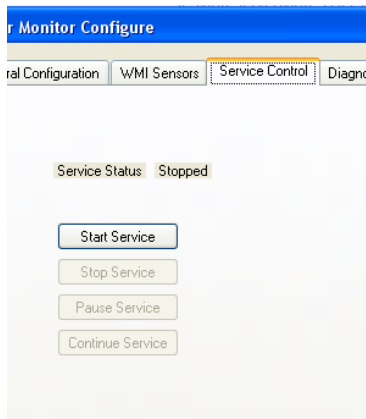 r Monitor Configure
ral Configuration WMI Sensors Service Control Diagno
Service Status Stopped
Start Service
Stop Service
Pause Service
Continue Service